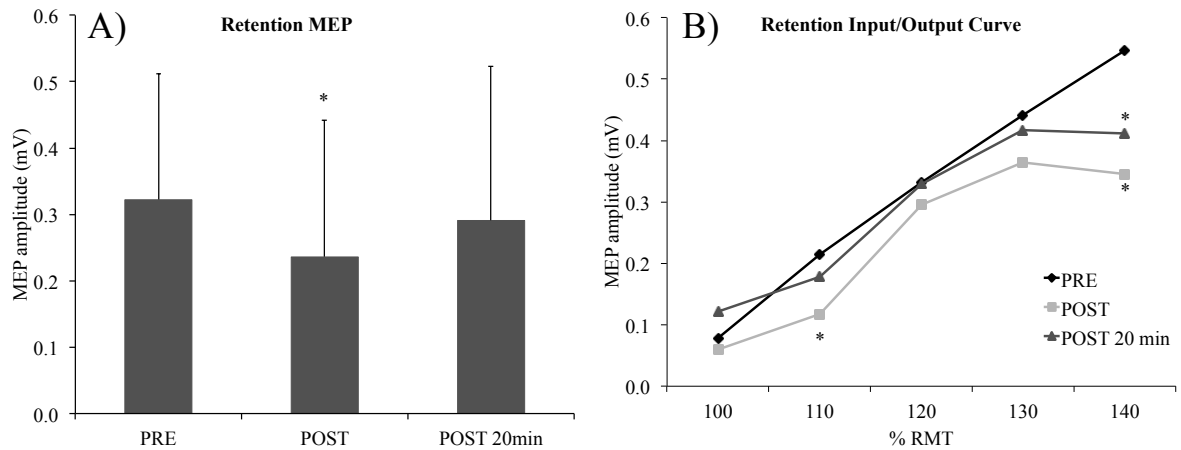 A)
Retention MEP
MEP amplitude (mV)
0.6
0.5
0.4
0.3
0.2
0.1
0.0
*
PRE
POST
POST 20min
B)
Retention Input/Output Curve
MEP amplitude (mV)
0.6
0.5
0.4
0.3
0.2
0.1
0.0
*
*
*
PRE
POST
POST 20 min
100
110
120
130
140
% RMT